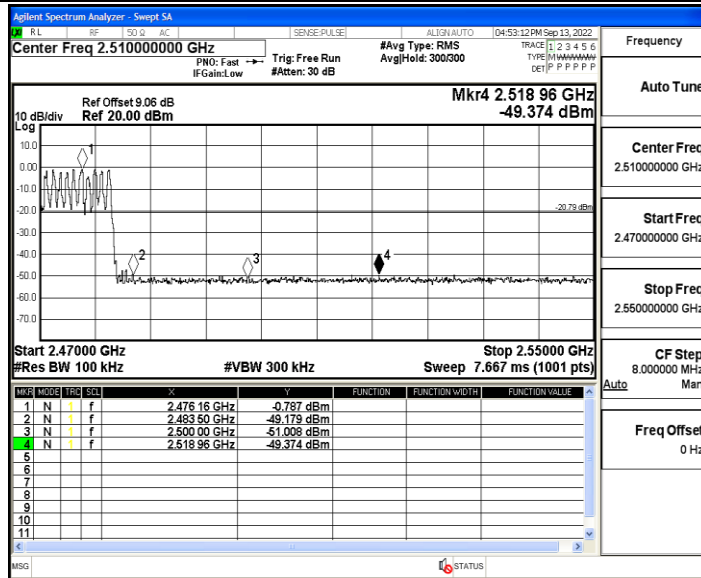 Agilent Spectrum Analyzer - Swept SA
RL RF 50 Ω AC SENSE:PULSE ALIGNAUTO 04:53:12PM Sep 13, 2022
Center Freq 2.510000000 GHz
PNO: Fast
IFGain:Low
Trig: Free Run
#Atten: 30 dB
#Avg Type: RMS
Avg|Hold: 300/300
TRACE 1 2 3 4 5 6
TYPE MWWWWW
DET P P P P P P
Ref Offset 9.06 dB
10 dB/div Ref 20.00 dBm
Log
Mkr4 2.518 96 GHz
-49.374 dBm
10.0
0.00
-10.0
-20.0
-30.0
-40.0
-50.0
-60.0
-70.0
1
2
3
4
-20.79 dBm
Start 2.47000 GHz Stop 2.55000 GHz
#Res BW 100 kHz #VBW 300 kHz Sweep 7.667 ms (1001 pts)
MKR MODE TRC SCL X Y FUNCTION FUNCTION WIDTH FUNCTION VALUE
1 N 1 f 2.476 16 GHz -0.787 dBm
2 N 1 f 2.483 50 GHz -49.179 dBm
3 N 1 f 2.500 00 GHz -51.008 dBm
4 N 1 f 2.518 96 GHz -49.374 dBm
5
6
7
8
9
10
11
MSG STATUS
Frequency
Auto Tune
Center Freq
2.510000000 GHz
Start Freq
2.470000000 GHz
Stop Freq
2.550000000 GHz
CF Step
8.000000 MHz
Auto Man
Freq Offset
0 Hz